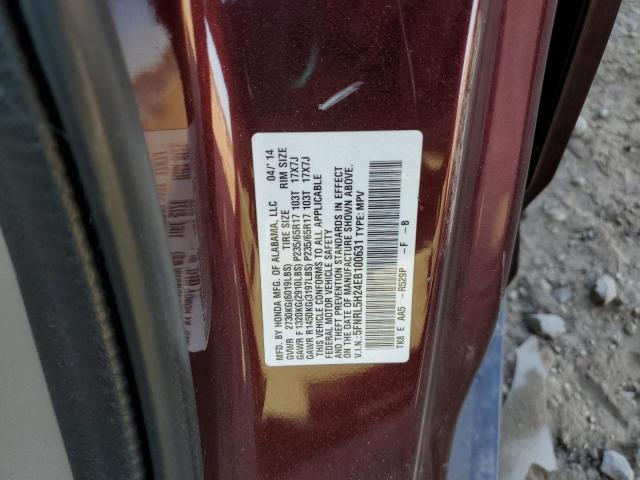 MFD. BY HONDA MFG. OF ALABAMA, LLC 04/'14
GVWR 2730KG(6019LBS) TIRE SIZE RIM SIZE
GAWR F1320KG(2910LBS) P235/65R17 103T 17X7J
GAWR R1450KG(3197LBS) P235/65R17 103T 17X7J
THIS VEHICLE CONFORMS TO ALL APPLICABLE
FEDERAL MOTOR VEHICLE SAFETY
AND THEFT PREVENTION STANDARDS IN EFFECT
ON THE DATE OF MANUFACTURE SHOWN ABOVE.
V.I.N.:5FNRL5H24EB100631 TYPE:MPV
TK8 E AA5 -R529P -F -B